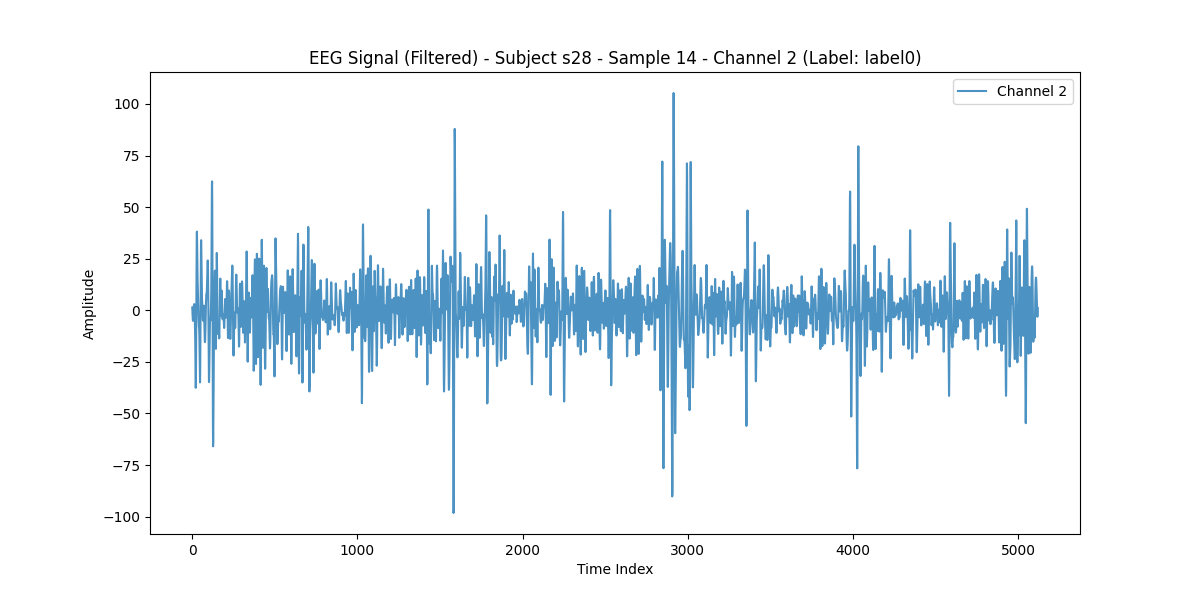 EEG Signal (Filtered) - Subject s28 - Sample 14 - Channel 2 (Label: label0)
Channel 2
100
75
50
25
0
−25
−50
−75
−100
Amplitude
0 1000 2000 3000 4000 5000
Time Index